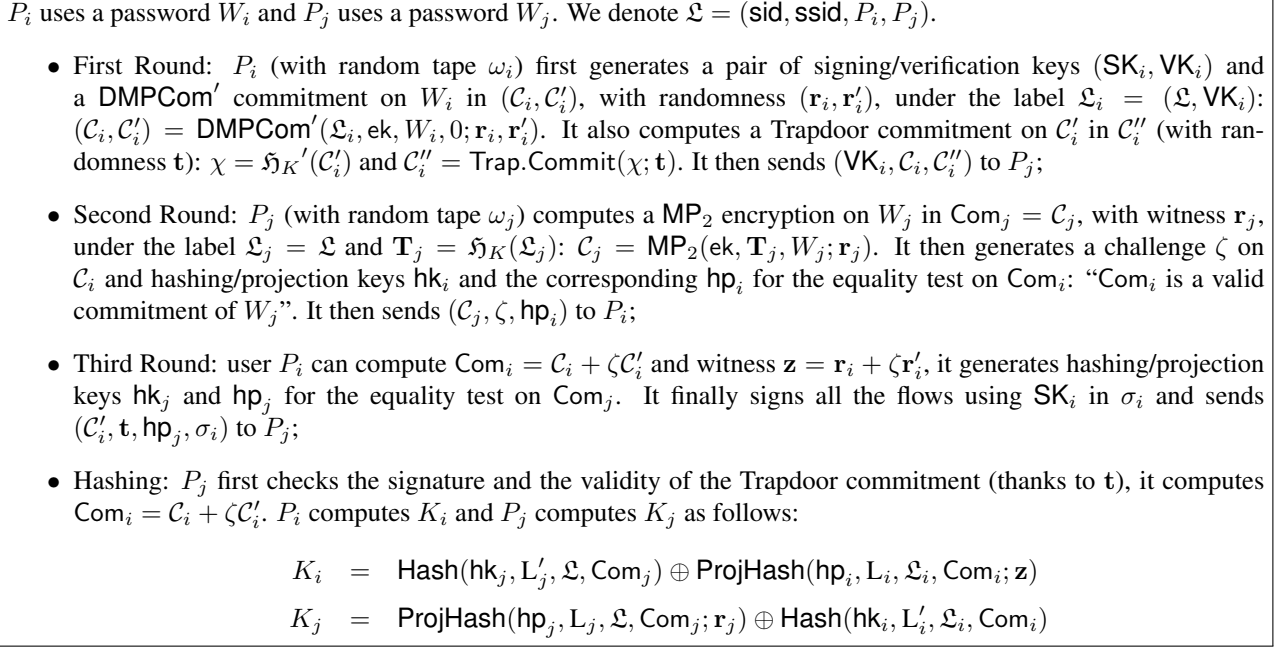 P_i uses a password W_i and P_j uses a password W_j. We denote 𝔏 = (sid, ssid, P_i, P_j).
• First Round: P_i (with random tape ω_i) first generates a pair of signing/verification keys (SK_i, VK_i) and
a DMPCom′ commitment on W_i in (𝒞_i, 𝒞′_i), with randomness (r_i, r′_i), under the label 𝔏_i = (𝔏, VK_i):
(𝒞_i, 𝒞′_i) = DMPCom′(𝔏_i, ek, W_i, 0; r_i, r′_i). It also computes a Trapdoor commitment on 𝒞′_i in 𝒞″_i (with ran-
domness t): χ = ℌ_K′(𝒞′_i) and 𝒞″_i = Trap.Commit(χ; t). It then sends (VK_i, 𝒞_i, 𝒞″_i) to P_j;
• Second Round: P_j (with random tape ω_j) computes a MP_2 encryption on W_j in Com_j = 𝒞_j, with witness r_j,
under the label 𝔏_j = 𝔏 and T_j = ℌ_K(𝔏_j): 𝒞_j = MP_2(ek, T_j, W_j; r_j). It then generates a challenge ζ on
𝒞_i and hashing/projection keys hk_i and the corresponding hp_i for the equality test on Com_i: “Com_i is a valid
commitment of W_j”. It then sends (𝒞_j, ζ, hp_i) to P_i;
• Third Round: user P_i can compute Com_i = 𝒞_i + ζ𝒞′_i and witness z = r_i + ζr′_i, it generates hashing/projection
keys hk_j and hp_j for the equality test on Com_j. It finally signs all the flows using SK_i in σ_i and sends
(𝒞′_i, t, hp_j, σ_i) to P_j;
• Hashing: P_j first checks the signature and the validity of the Trapdoor commitment (thanks to t), it computes
Com_i = 𝒞_i + ζ𝒞′_i. P_i computes K_i and P_j computes K_j as follows:
K_i = Hash(hk_j, L′_j, 𝔏, Com_j) ⊕ ProjHash(hp_i, L_i, 𝔏_i, Com_i; z)
K_j = ProjHash(hp_j, L_j, 𝔏, Com_j; r_j) ⊕ Hash(hk_i, L′_i, 𝔏_i, Com_i)